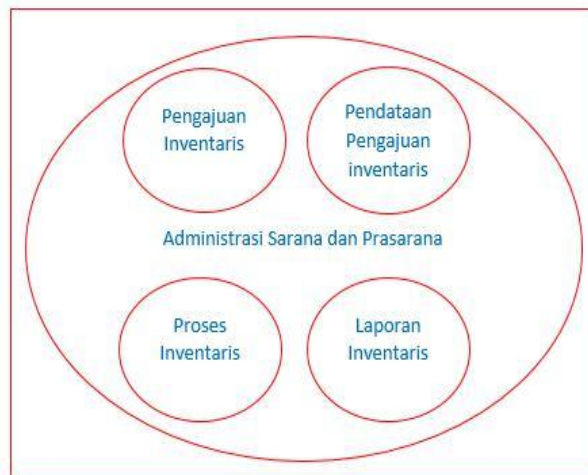 Pengajuan
Inventaris
Pendataan
Pengajuan
inventaris
Administrasi Sarana dan Prasarana
Proses
Inventaris
Laporan
Inventaris